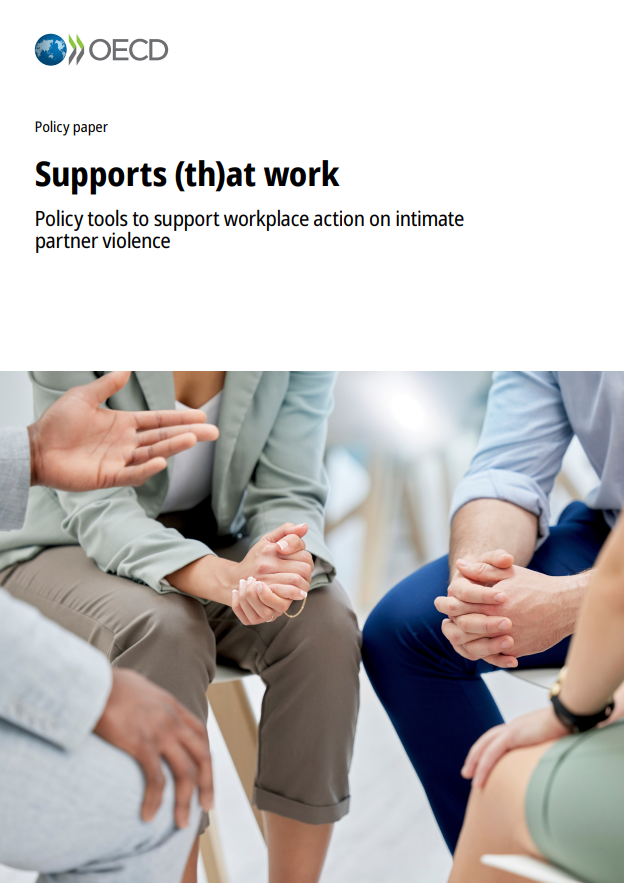 OECD
Policy paper
Supports (th)at work
Policy tools to support workplace action on intimate
partner violence